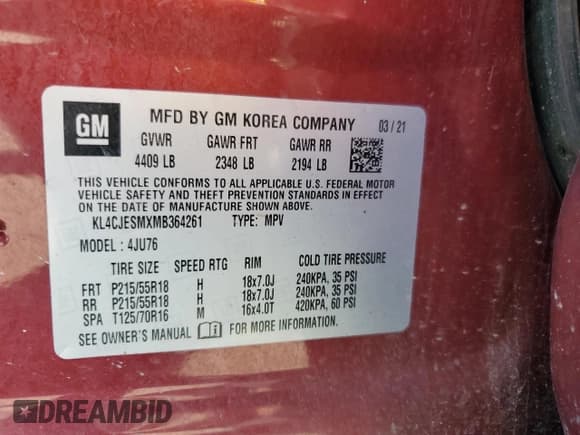 GM
MFD BY GM KOREA COMPANY 03 / 21
GVWR GAWR FRT GAWR RR
4409 LB 2348 LB 2194 LB
THIS VEHICLE CONFORMS TO ALL APPLICABLE U.S. FEDERAL MOTOR
VEHICLE SAFETY AND THEFT PREVENTION STANDARDS IN EFFECT
ON THE DATE OF MANUFACTURE SHOWN ABOVE.
KL4CJESMXMB364261 TYPE: MPV
MODEL : 4JU76
TIRE SIZE SPEED RTG RIM COLD TIRE PRESSURE
FRT P215/55R18 H 18x7.0J 240KPA, 35 PSI
RR P215/55R18 H 18x7.0J 240KPA, 35 PSI
SPA T125/70R16 M 16x4.0T 420KPA, 60 PSI
SEE OWNER'S MANUAL FOR MORE INFORMATION
DREAMBID